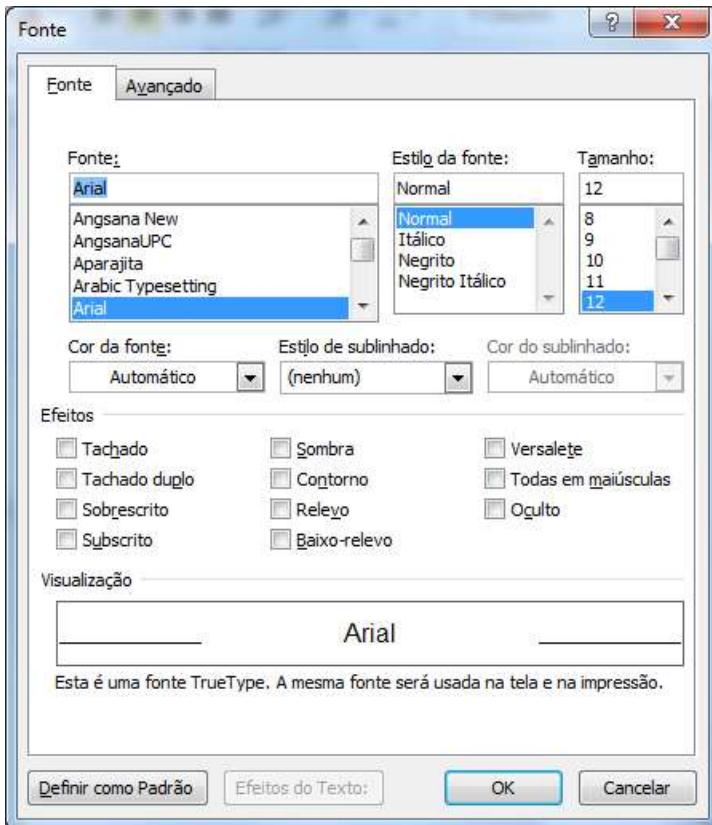 Fonte
Fonte Avançado
Fonte: Estilo da fonte: Tamanho:
Arial Normal 12
Angsana New Normal 8
AngsanaUPC Itálico 9
Aparajita Negrito 10
Arabic Typesetting Negrito Itálico 11
Arial 12
Cor da fonte: Estilo de sublinhado: Cor do sublinhado:
Automático (nenhum) Automático
Efeitos
Tachado Sombra Versalete
Tachado duplo Contorno Todas em maiúsculas
Sobrescrito Relevo Oculto
Subscrito Baixo-relevo
Visualização
Arial
Esta é uma fonte TrueType. A mesma fonte será usada na tela e na impressão.
Definir como Padrão Efeitos do Texto: OK Cancelar